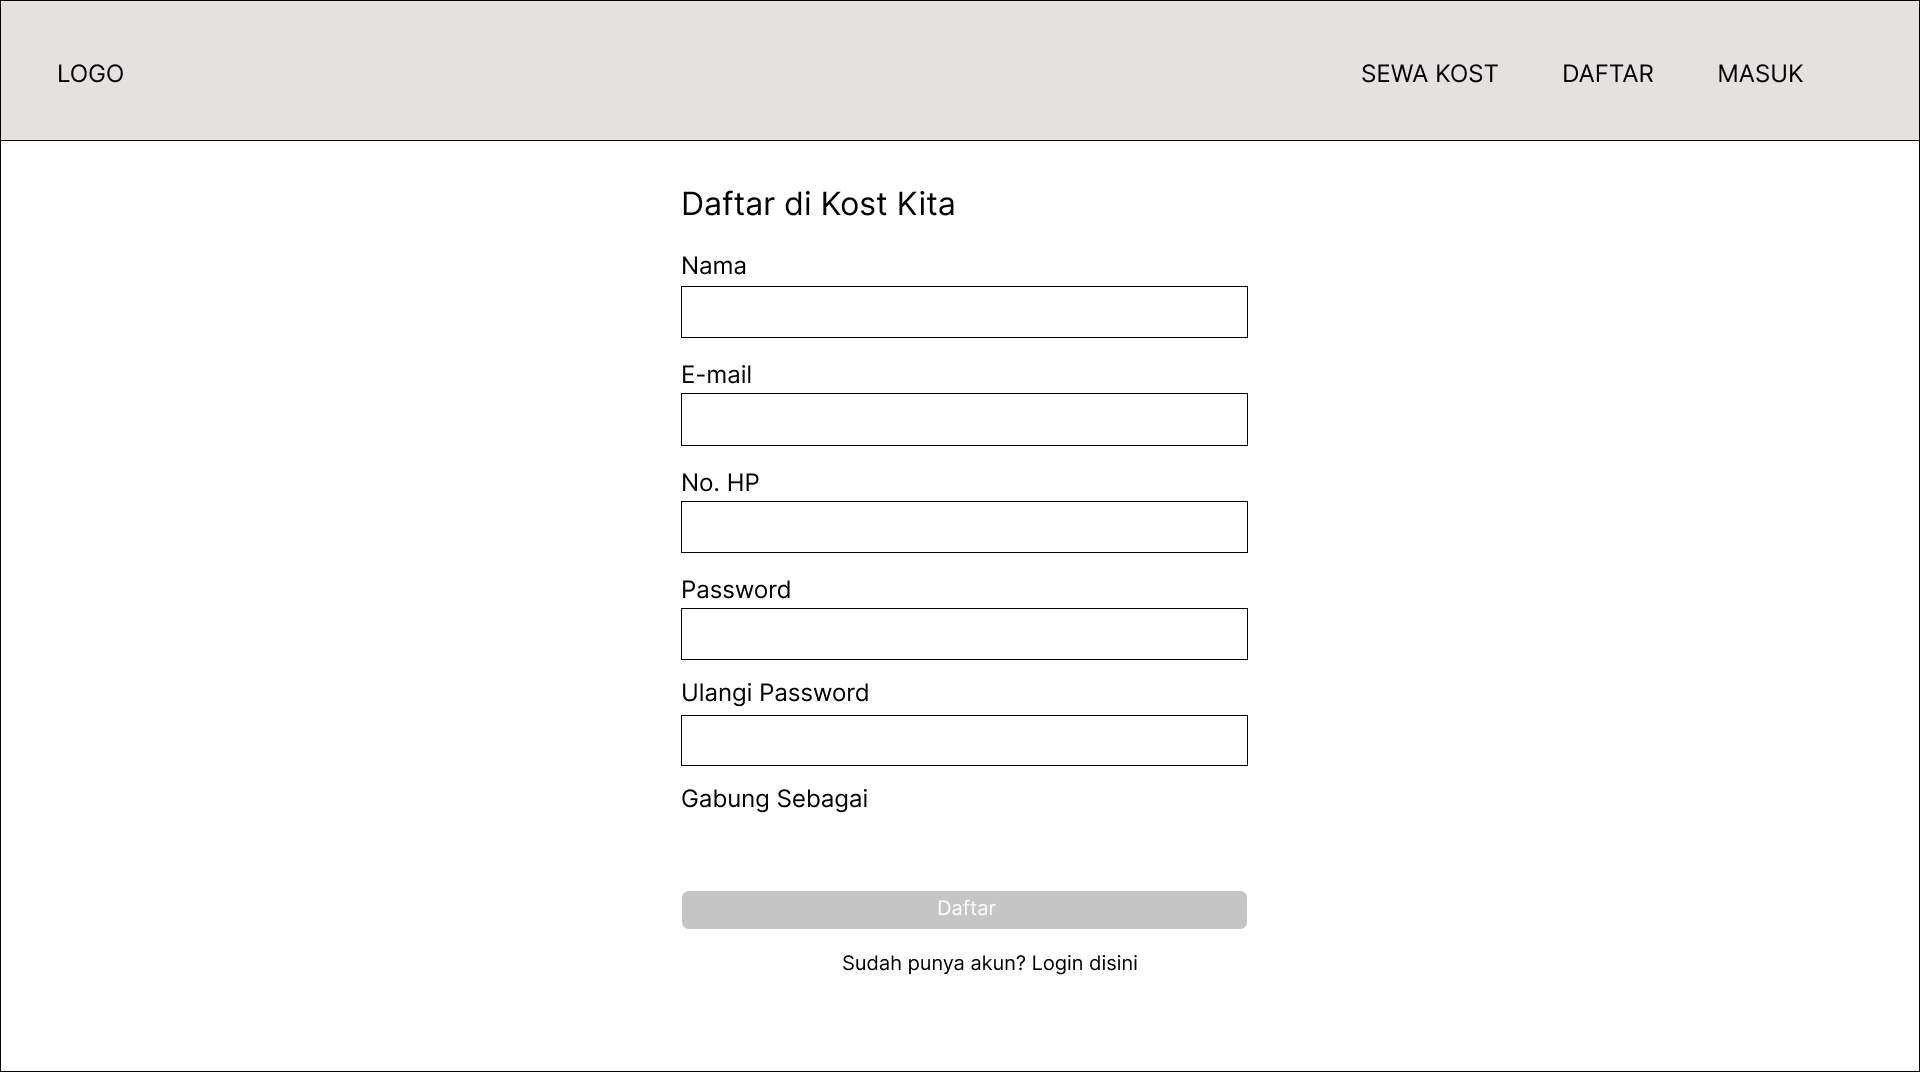 LOGO
SEWA KOST
DAFTAR
MASUK
Daftar di Kost Kita
Nama
E-mail
No. HP
Password
Ulangi Password
Gabung Sebagai
Daftar
Sudah punya akun? Login disini